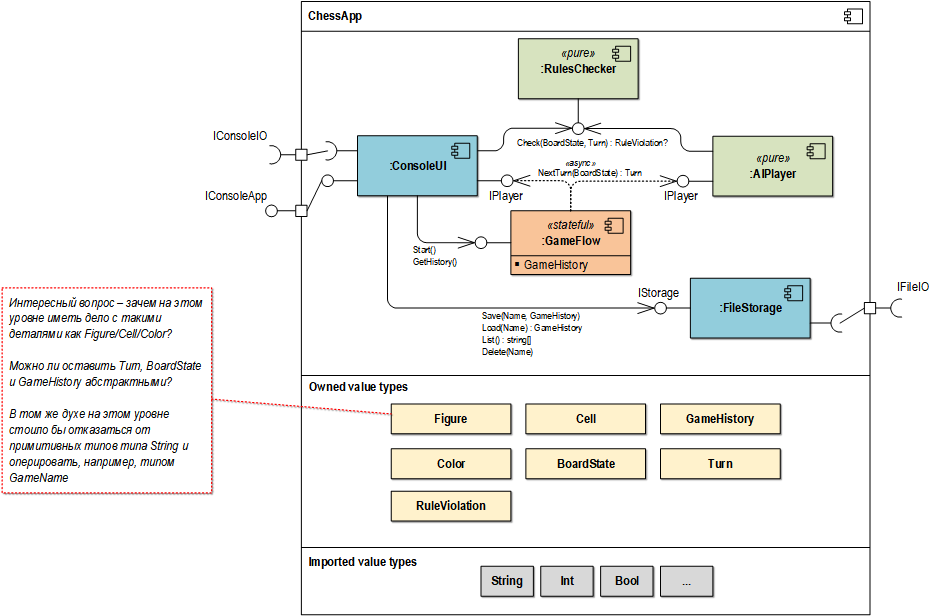 ChessApp
«pure»
:RulesChecker
IConsoleIO
Check(BoardState, Turn) : RuleViolation?
:ConsoleUI
«pure»
:AIPlayer
«async»
NextTurn(BoardState) : Turn
IConsoleApp
IPlayer
IPlayer
«stateful»
:GameFlow
GameHistory
Start()
GetHistory()
IStorage
:FileStorage
IFileIO
Save(Name, GameHistory)
Load(Name) : GameHistory
List() : string[]
Delete(Name)
Интересный вопрос – зачем на этом
уровне иметь дело с такими
деталями как Figure/Cell/Color?
Можно ли оставить Turn, BoardState
и GameHistory абстрактными?
В том же духе на этом уровне
стоило бы отказаться от
примитивных типов типа String и
оперировать, например, типом
GameName
Owned value types
Figure
Cell
GameHistory
Color
BoardState
Turn
RuleViolation
Imported value types
String
Int
Bool
...